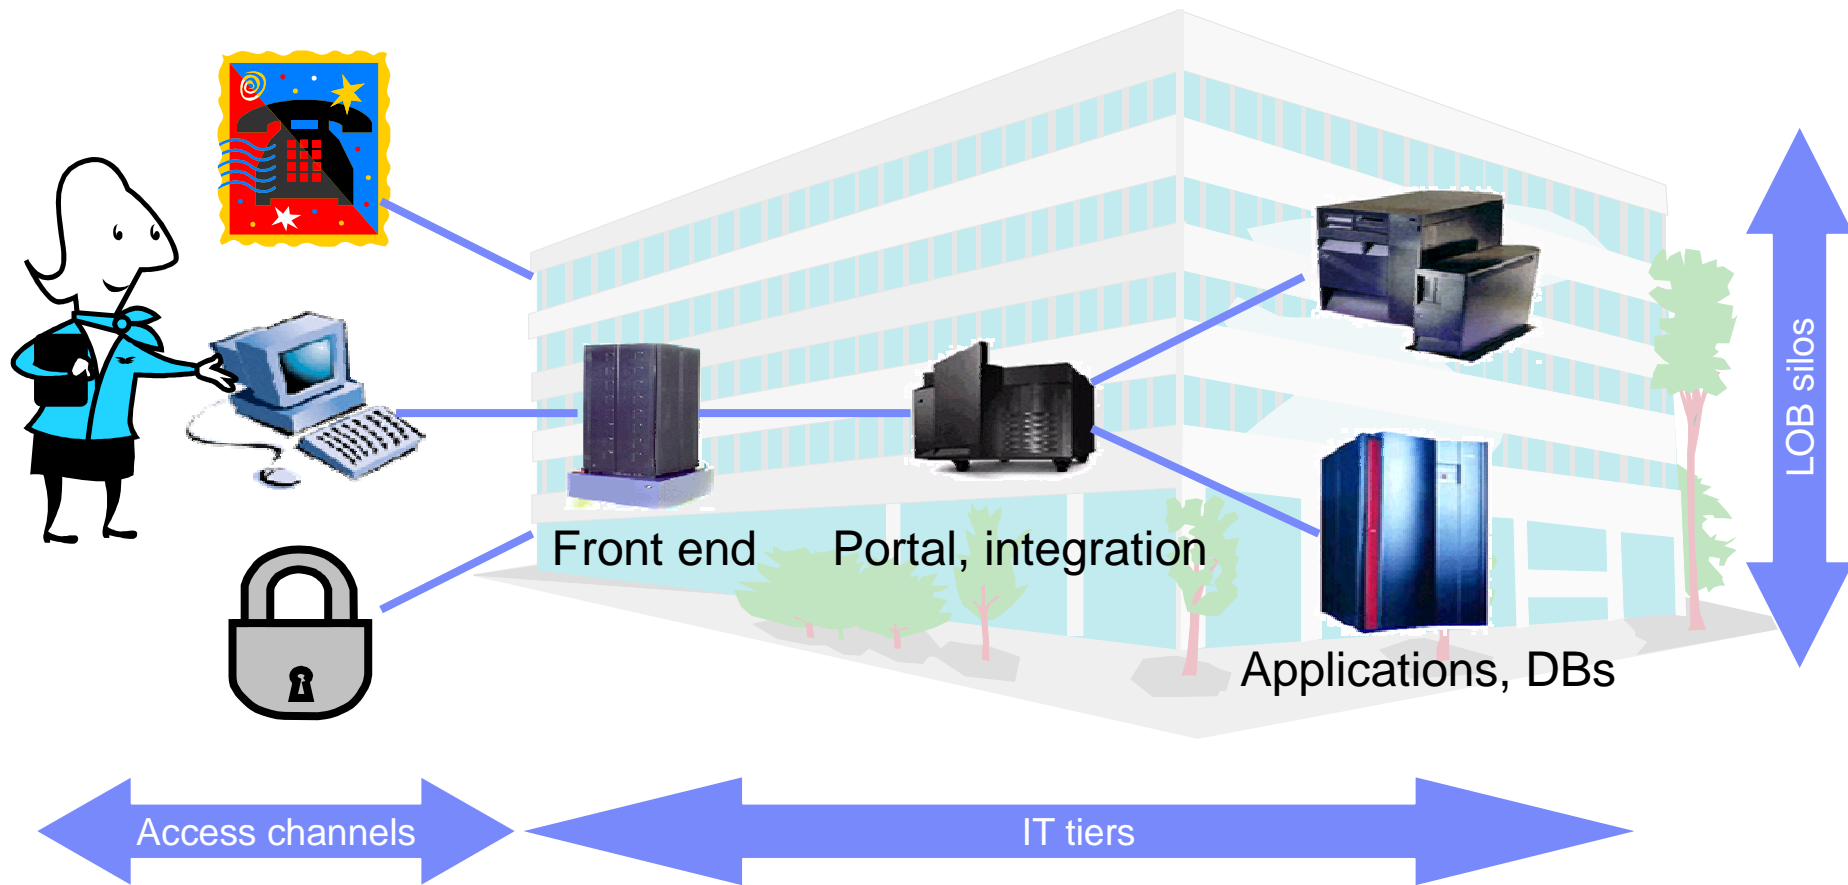 LOB silos
Front end
Portal, integration
Applications, DBs
Access channels
IT tiers